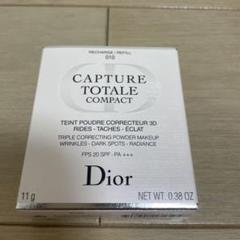 RECHARGE - REFILL
010
CAPTURE
TOTALE
COMPACT
TEINT POUDRE CORRECTEUR 3D
RIDES - TACHES - ÉCLAT
TRIPLE CORRECTING POWDER MAKEUP
WRINKLES - DARK SPOTS - RADIANCE
FPS 20 SPF - PA +++
Dior
11 g
NET WT. 0.38 OZ